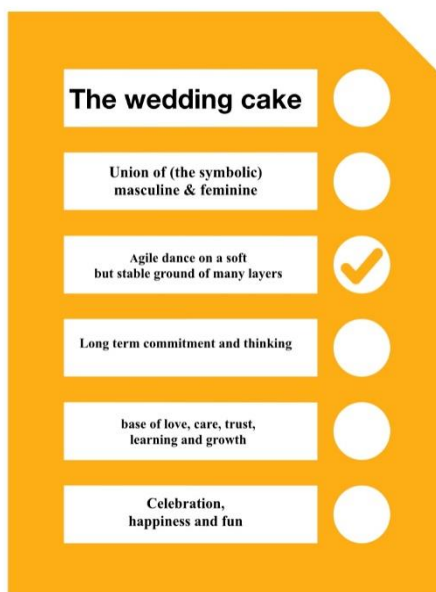 The wedding cake
Union of (the symbolic)
masculine & feminine
Agile dance on a soft
but stable ground of many layers
Long term commitment and thinking
base of love, care, trust,
learning and growth
Celebration,
happiness and fun